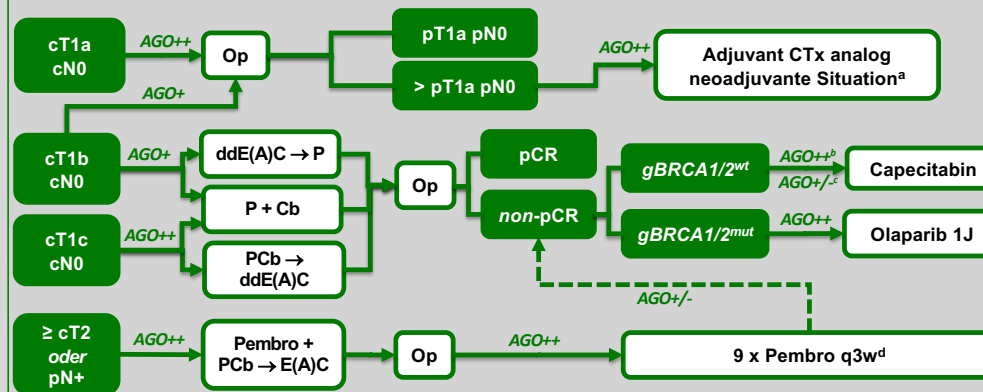 cT1a
cN0
AGO++
Op
pT1a pN0
> pT1a pN0
AGO++
Adjuvant CTx analog
neoadjuvante Situationᵃ
AGO+
cT1b
cN0
AGO+
ddE(A)C → P
P + Cb
cT1c
cN0
AGO++
PCb →
ddE(A)C
Op
pCR
non-pCR
gBRCA1/2ʷᵗ
AGO++ᵇ
AGO+/-ᶜ
Capecitabin
gBRCA1/2ᵐᵘᵗ
AGO++
Olaparib 1J
AGO+/-
≥ cT2
oder
pN+
AGO++
Pembro +
PCb → E(A)C
Op
AGO++
9 x Pembro q3wᵈ